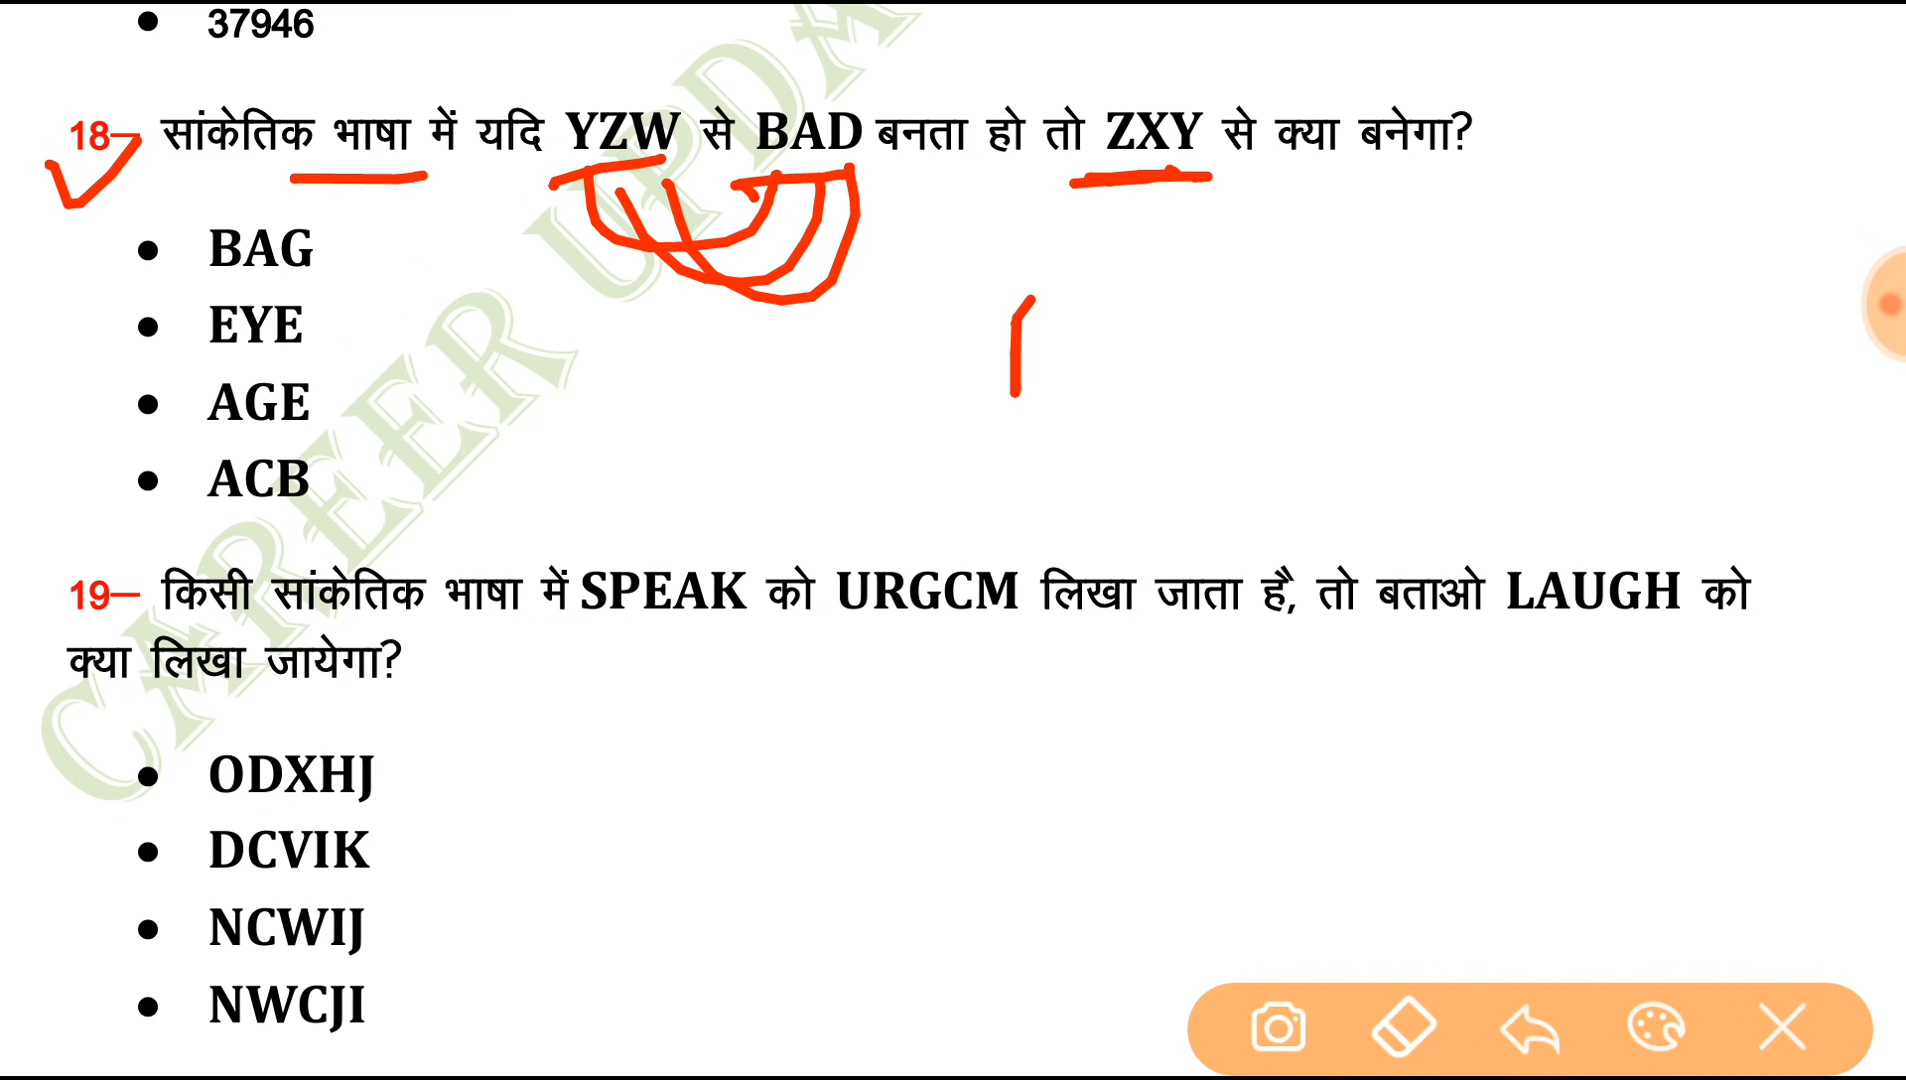 37946
18– सांकेतिक भाषा में यदि YZW से BAD बनता हो तो ZXY से क्या बनेगा?
BAG
EYE
AGE
ACB
19– किसी सांकेतिक भाषा में SPEAK को URGCM लिखा जाता है, तो बताओ LAUGH को
क्या लिखा जायेगा?
ODXHJ
DCVIK
NCWIJ
NWCJI